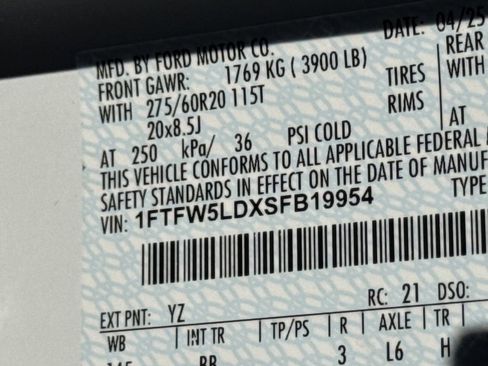 MFD. BY FORD MOTOR CO. DATE: 04/25
FRONT GAWR: 1769 KG ( 3900 LB) REAR
WITH 275/60R20 115T TIRES WITH
20x8.5J RIMS
AT 250 kPa/ 36 PSI COLD AT
THIS VEHICLE CONFORMS TO ALL APPLICABLE FEDERAL
SAFETY STANDARDS IN EFFECT ON THE DATE OF MANUF
VIN: 1FTFW5LDXSFB19954 TYPE
EXT PNT: YZ RC: 21 DSO:
WB INT TR TP/PS R AXLE TR
145 BB 3 L6 H